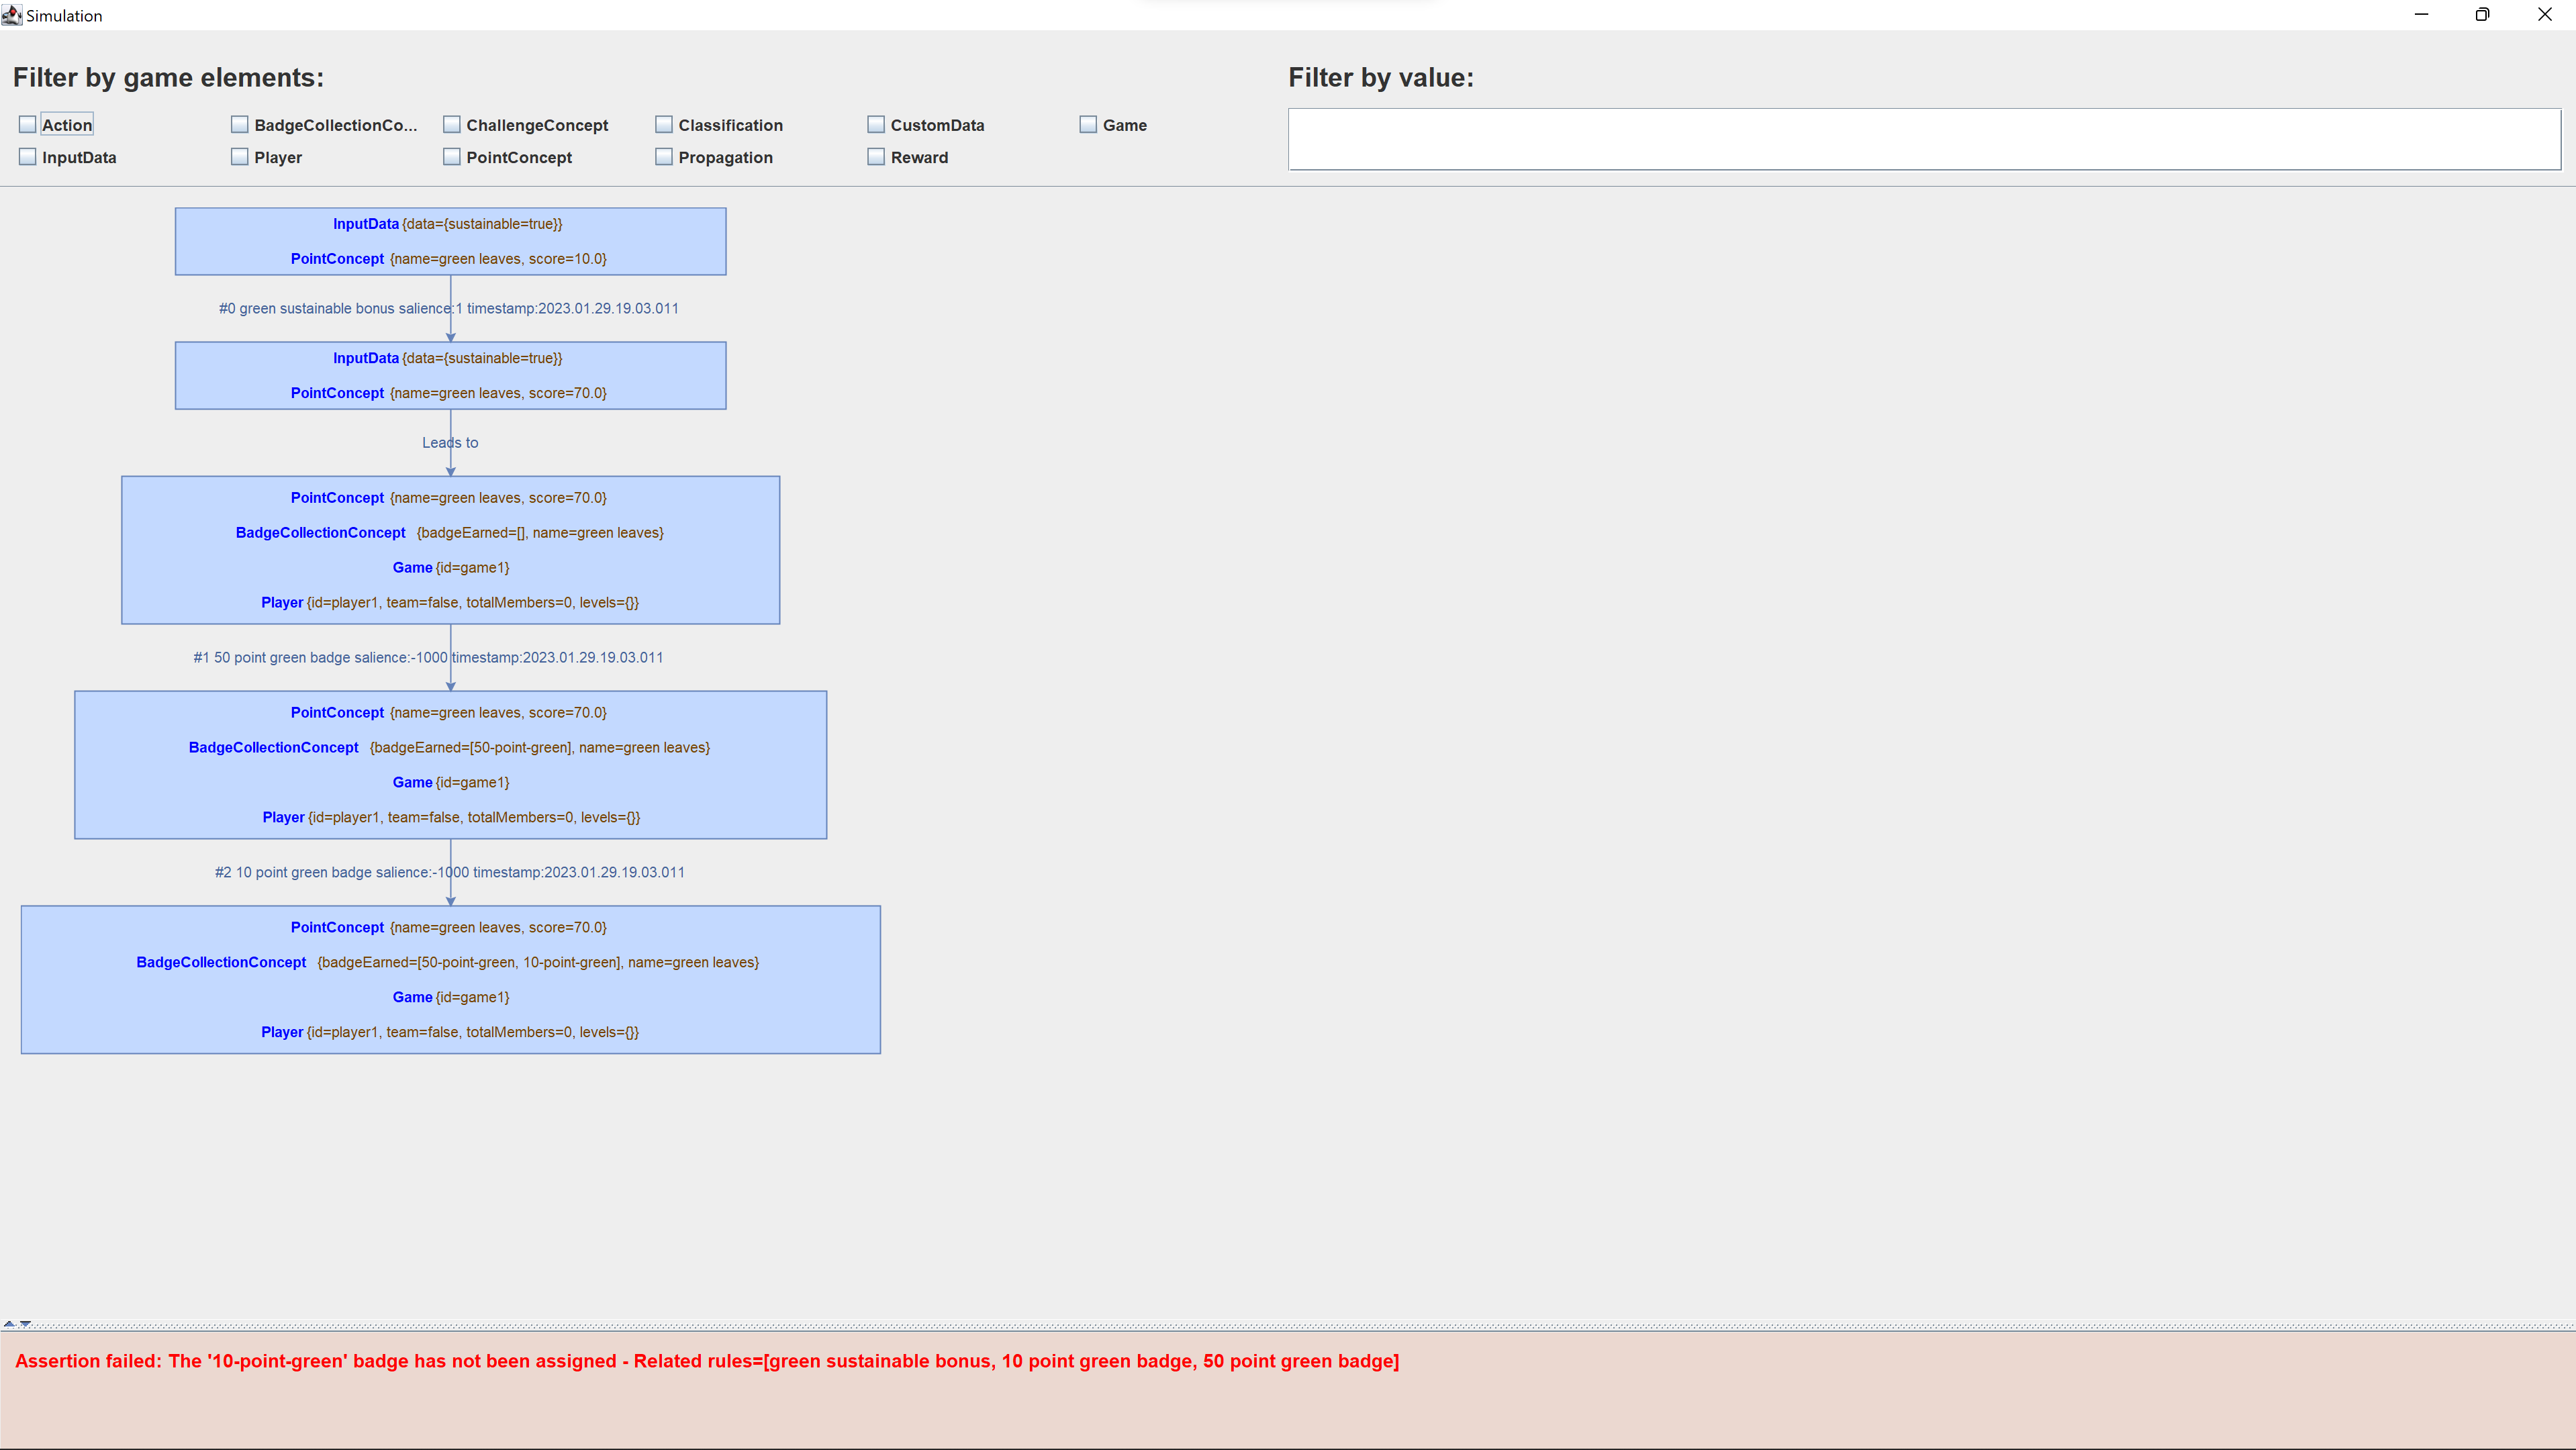 Simulation
Filter by game elements:
Filter by value:
Action BadgeCollectionCo... ChallengeConcept Classification CustomData Game
InputData Player PointConcept Propagation Reward
InputData {data={sustainable=true}}
PointConcept {name=green leaves, score=10.0}
#0 green sustainable bonus salience:1 timestamp:2023.01.29.19.03.011
InputData {data={sustainable=true}}
PointConcept {name=green leaves, score=70.0}
Leads to
PointConcept {name=green leaves, score=70.0}
BadgeCollectionConcept {badgeEarned=[], name=green leaves}
Game {id=game1}
Player {id=player1, team=false, totalMembers=0, levels={}}
#1 50 point green badge salience:-1000 timestamp:2023.01.29.19.03.011
PointConcept {name=green leaves, score=70.0}
BadgeCollectionConcept {badgeEarned=[50-point-green], name=green leaves}
Game {id=game1}
Player {id=player1, team=false, totalMembers=0, levels={}}
#2 10 point green badge salience:-1000 timestamp:2023.01.29.19.03.011
PointConcept {name=green leaves, score=70.0}
BadgeCollectionConcept {badgeEarned=[50-point-green, 10-point-green], name=green leaves}
Game {id=game1}
Player {id=player1, team=false, totalMembers=0, levels={}}
Assertion failed: The '10-point-green' badge has not been assigned - Related rules=[green sustainable bonus, 10 point green badge, 50 point green badge]